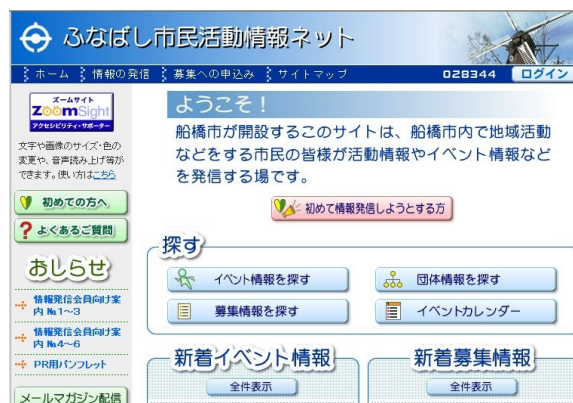 ふなばし市民活動情報ネット
ホーム 情報の発信 募集への申込み サイトマップ 028344 ログイン
ズームサイト
ZoomSight
アクセシビリティ・サポーター
文字や画像のサイズ・色の
変更や、音声読み上げ等が
できます。使い方はこちら
初めての方へ
? よくあるご質問
おしらせ
情報発信会員向け案
内 №1～3
情報発信会員向け案
内 №4～6
PR用パンフレット
メールマガジン配信
ようこそ！
船橋市が開設するこのサイトは、船橋市内で地域活動
などをする市民の皆様が活動情報やイベント情報など
を発信する場です。
初めて情報発信しようとする方
探す
イベント情報を探す
団体情報を探す
募集情報を探す
イベントカレンダー
新着イベント情報
全件表示
新着募集情報
全件表示